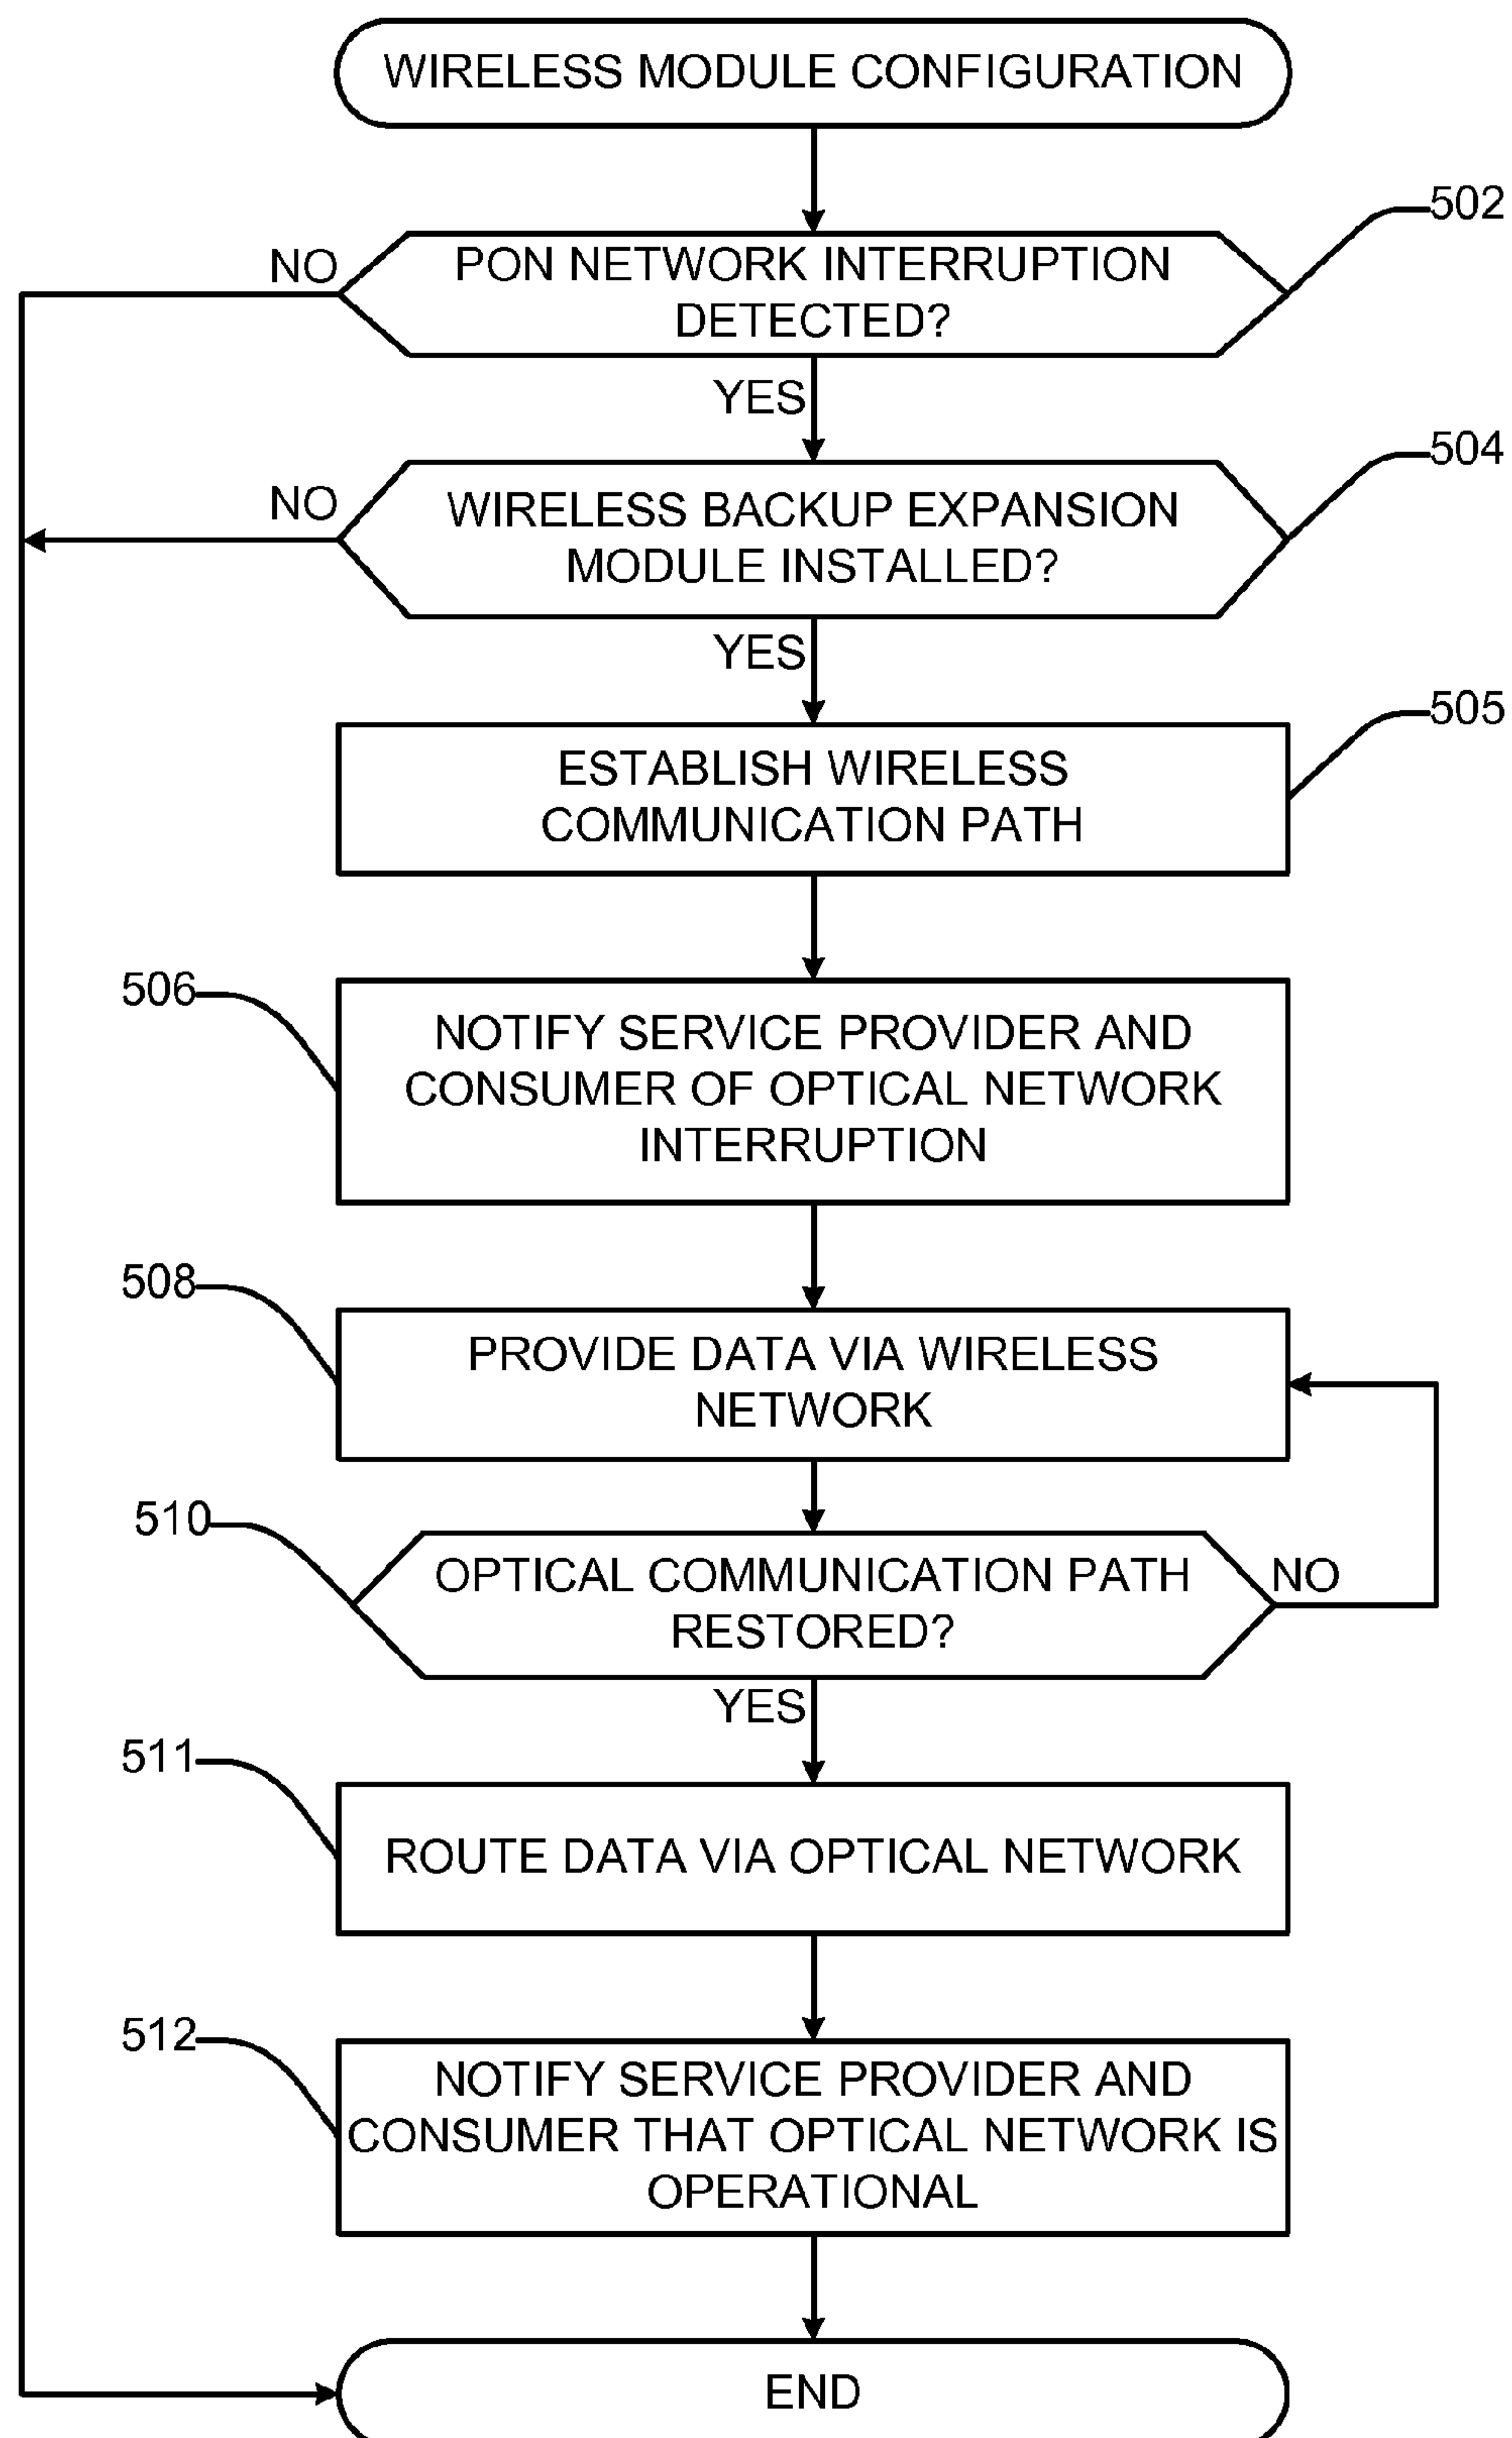 WIRELESS MODULE CONFIGURATION
502
NO
PON NETWORK INTERRUPTION
DETECTED?
YES
504
NO
WIRELESS BACKUP EXPANSION
MODULE INSTALLED?
YES
505
ESTABLISH WIRELESS
COMMUNICATION PATH
506
NOTIFY SERVICE PROVIDER AND
CONSUMER OF OPTICAL NETWORK
INTERRUPTION
508
PROVIDE DATA VIA WIRELESS
NETWORK
510
OPTICAL COMMUNICATION PATH
RESTORED?
NO
YES
511
ROUTE DATA VIA OPTICAL NETWORK
512
NOTIFY SERVICE PROVIDER AND
CONSUMER THAT OPTICAL NETWORK IS
OPERATIONAL
END